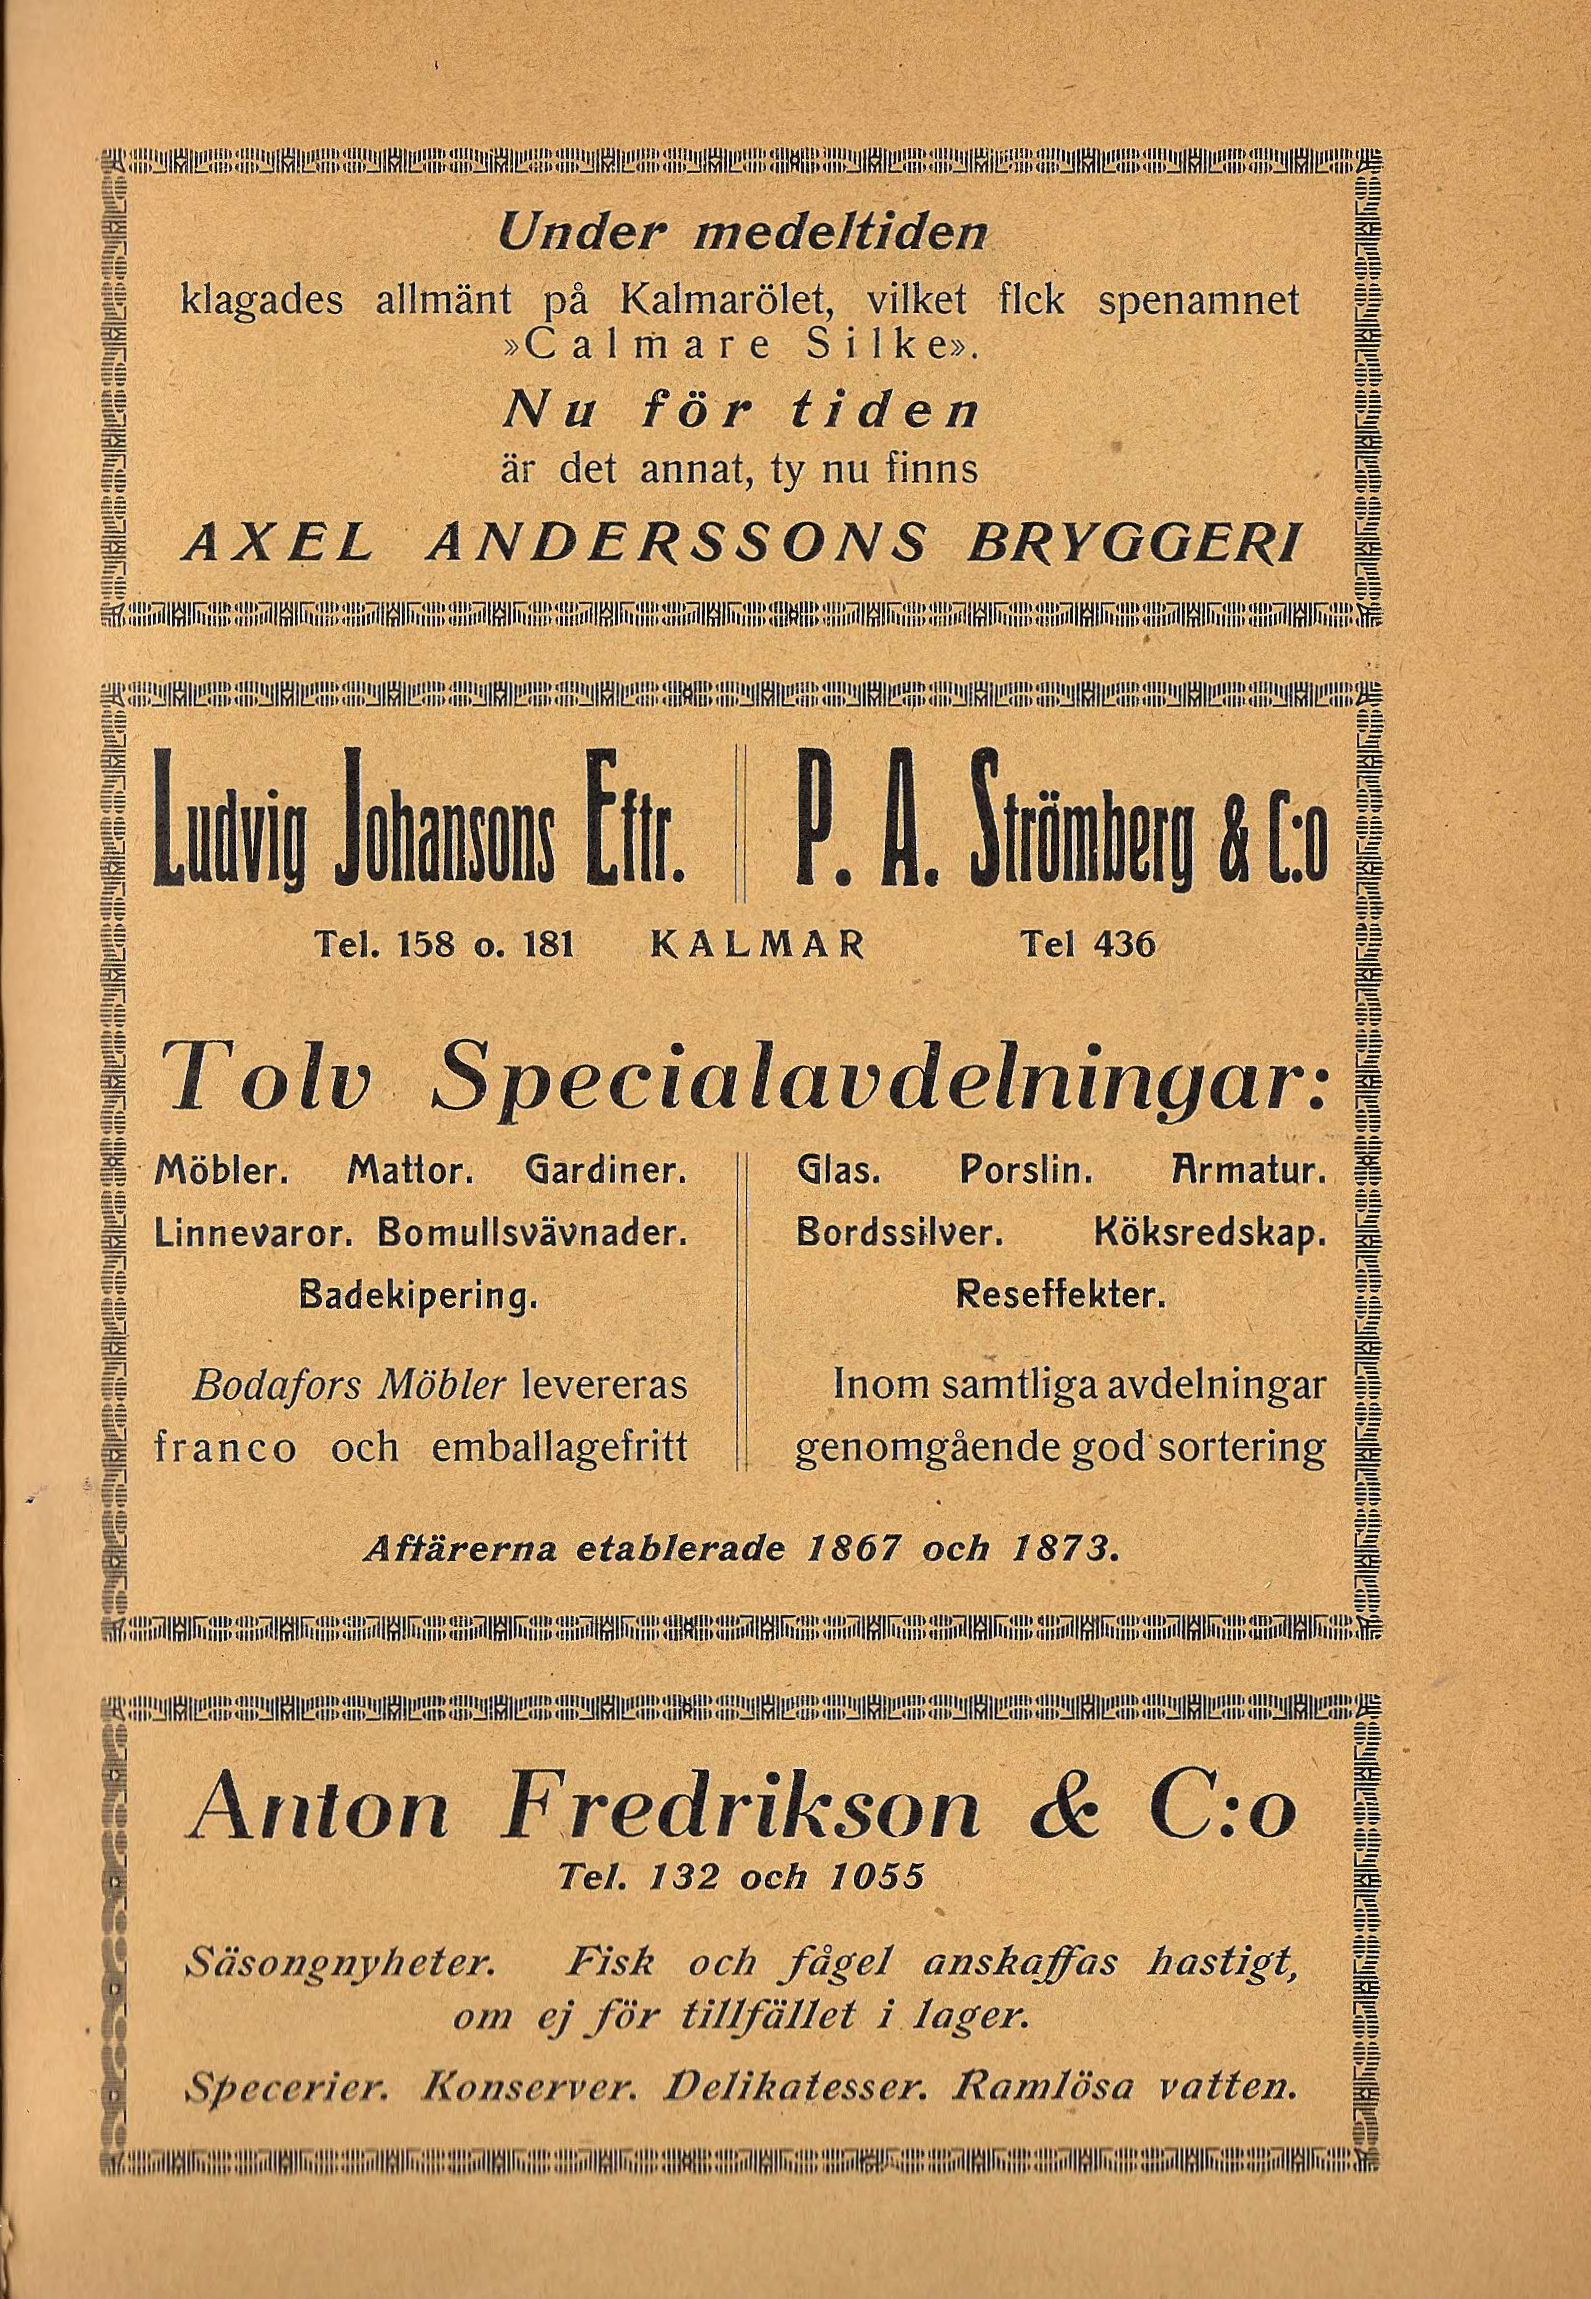 Under medeltiden
klagades allmänt på Kalmarölet, vilket fick spenamnet
»Calmare Silke».
Nu för tiden
är det annat, ty nu finns
AXEL ANDERSSONS BRYGGERI
Ludvig Johansons Eftr.
P. A. Strömberg & C:o
Tel. 158 o. 181 KALMAR Tel 436
Tolv Specialavdelningar:
Möbler. Mattor. Gardiner.
Linnevaror. Bomullsvävnader.
Badekipering.
Bodafors Möbler levereras
franco och emballagefritt
Glas. Porslin. Armatur.
Bordssilver. Köksredskap.
Reseffekter.
Inom samtliga avdelningar
genomgående god sortering
Affärerna etablerade 1867 och 1873.
Anton Fredrikson & C:o
Tel. 132 och 1055
Säsongnyheter. Fisk och fågel anskaffas hastigt,
om ej för tillfället i lager.
Specerier. Konserver. Delikatesser. Ramlösa vatten.